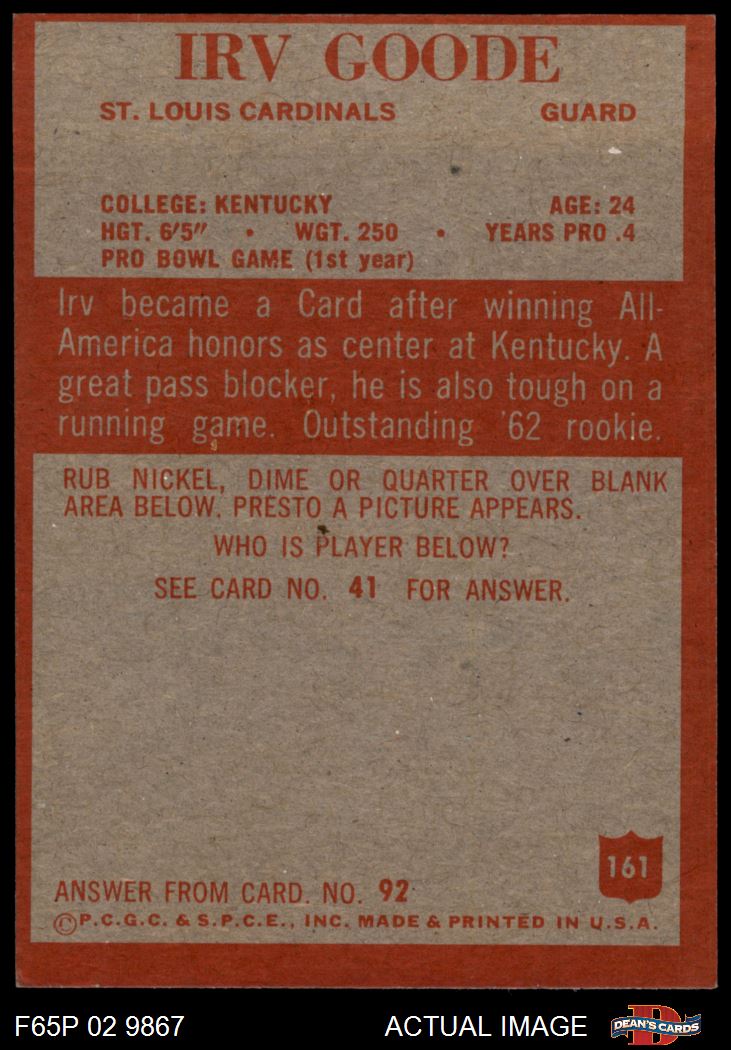 IRV GOODE
ST. LOUIS CARDINALS GUARD
COLLEGE: KENTUCKY AGE: 24
HGT. 6'5" • WGT. 250 • YEARS PRO .4
PRO BOWL GAME (1st year)
Irv became a Card after winning All-
America honors as center at Kentucky. A
great pass blocker, he is also tough on a
running game. Outstanding '62 rookie.
RUB NICKEL, DIME OR QUARTER OVER BLANK
AREA BELOW. PRESTO A PICTURE APPEARS.
WHO IS PLAYER BELOW?
SEE CARD NO. 41 FOR ANSWER.
161
ANSWER FROM CARD. NO. 92
©P.C.G.C. & S.P.C.E., INC. MADE & PRINTED IN U.S.A.
F65P 02 9867 ACTUAL IMAGE DEAN'S CARDS